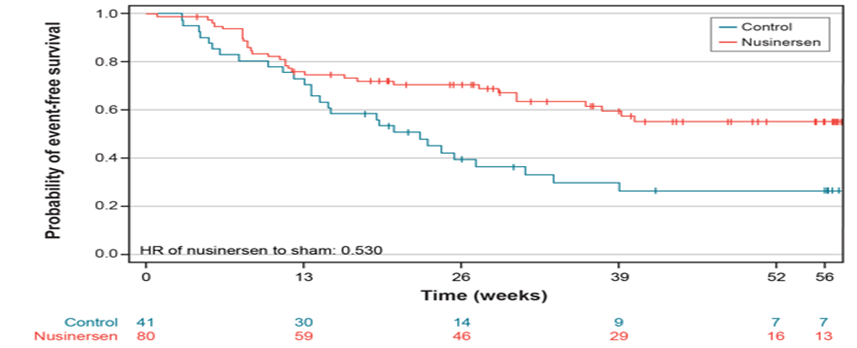 Probability of event-free survival
1.0
0.8
0.6
0.4
0.2
0.0
Control
Nusinersen
HR of nusinersen to sham: 0.530
0 13 26 39 52 56
Time (weeks)
Control 41 30 14 9 7 7
Nusinersen 80 59 46 29 16 13